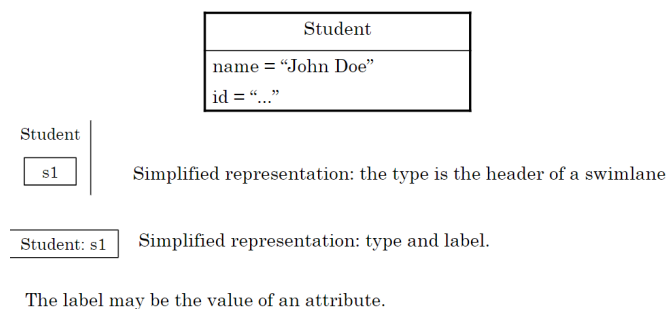 Student
name = “John Doe”
id = “...”
Student
s1
Simplified representation: the type is the header of a swimlane
Student: s1
Simplified representation: type and label.
The label may be the value of an attribute.